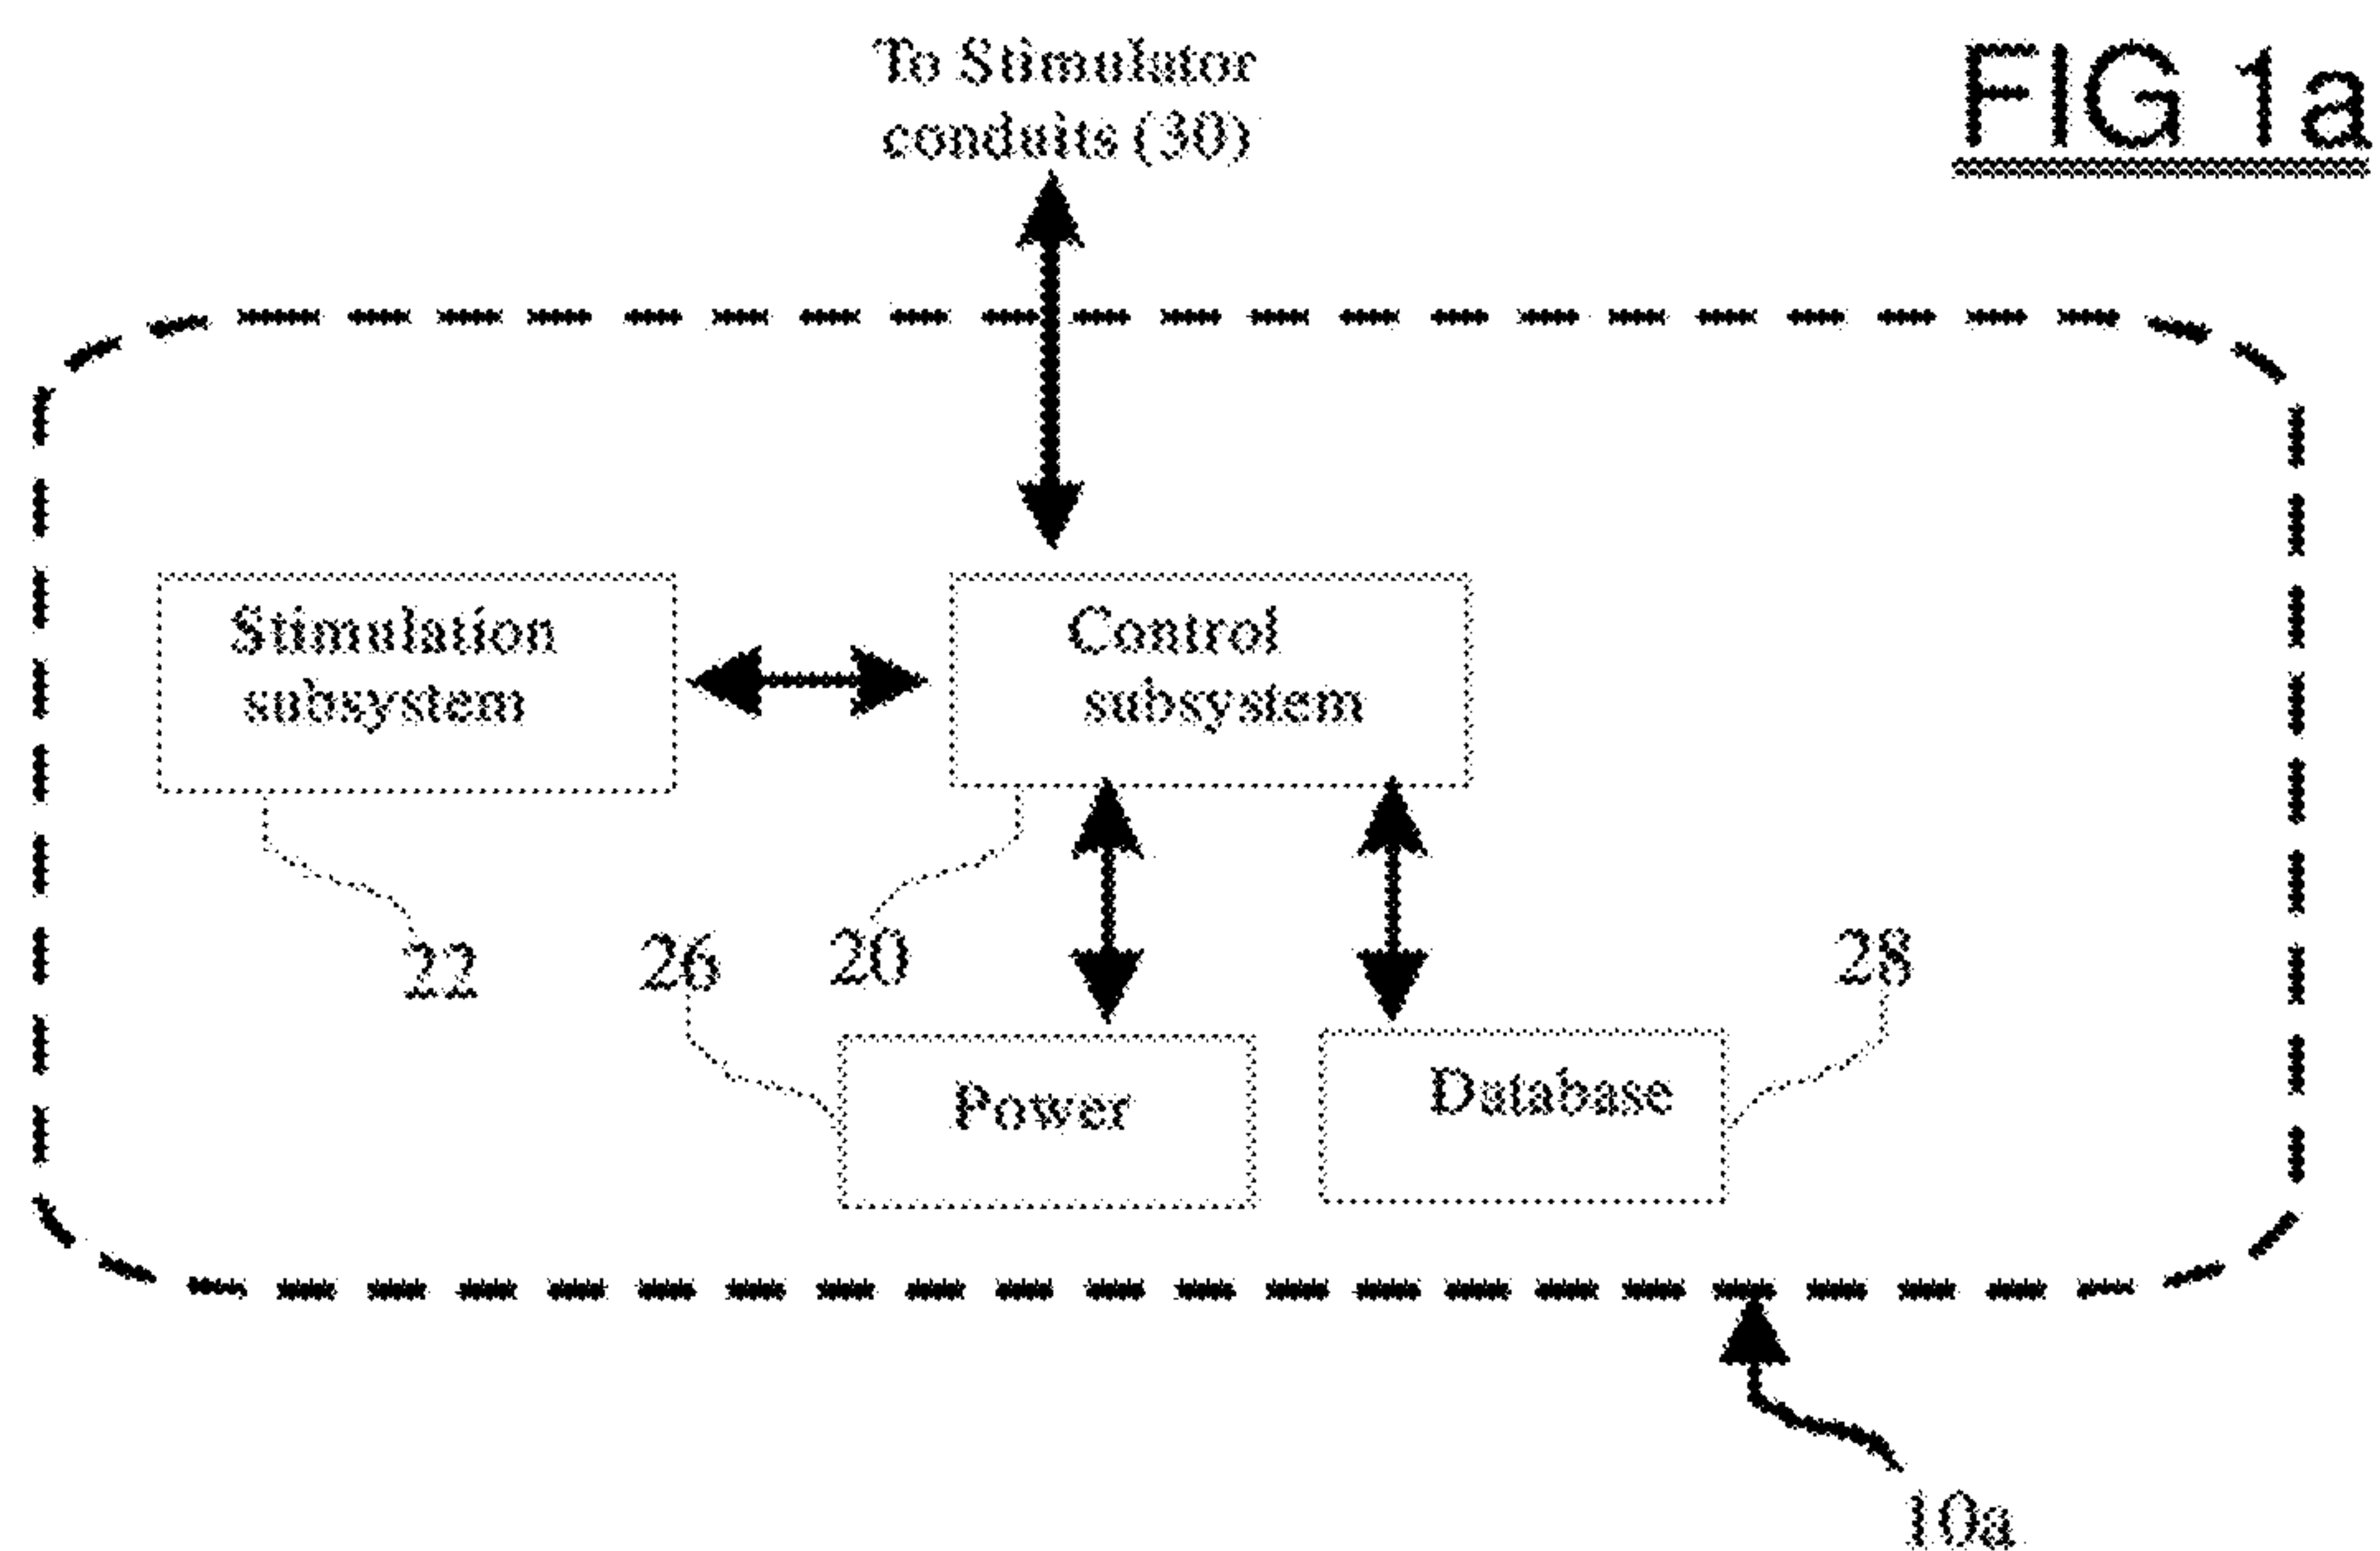 FIG 1a
To Stimulator
conduits (30)
Stimulation
subsystem
Control
subsystem
22
26
20
28
Power
Database
10a